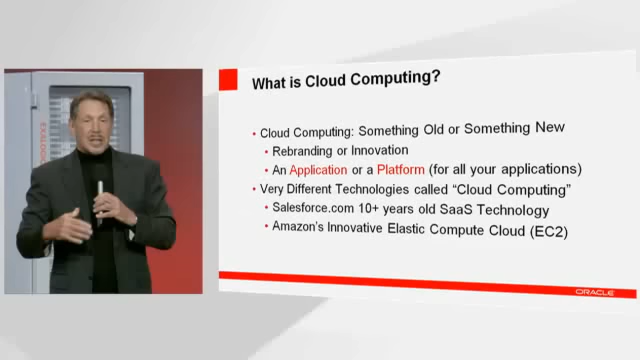 What is Cloud Computing?
• Cloud Computing: Something Old or Something New
• Rebranding or Innovation
• An Application or a Platform (for all your applications)
• Very Different Technologies called “Cloud Computing”
• Salesforce.com 10+ years old SaaS Technology
• Amazon's Innovative Elastic Compute Cloud (EC2)
ORACLE